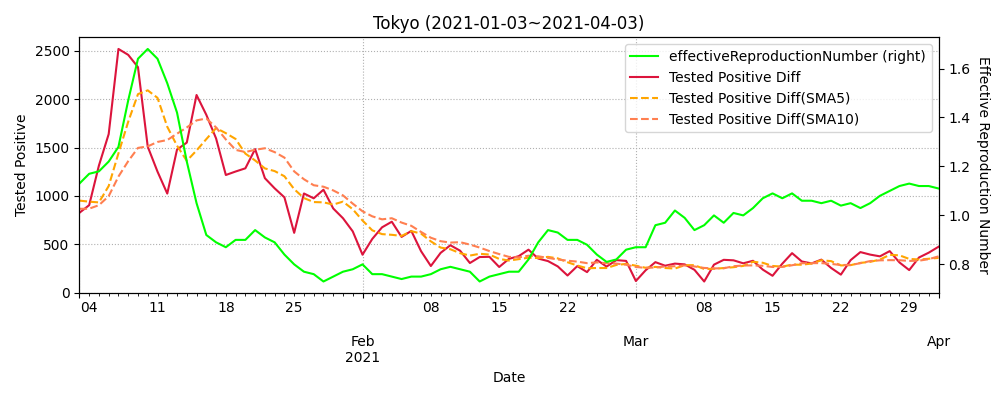 Tokyo (2021-01-03~2021-04-03)
effectiveReproductionNumber (right)
Tested Positive Diff
Tested Positive Diff(SMA5)
Tested Positive Diff(SMA10)
Tested Positive
2500
2000
1500
1000
500
0
Effective Reproduction Number
1.6
1.4
1.2
1.0
0.8
04 11 18 25 08 15 22 08 15 22 29
Feb Mar Apr
2021
Date